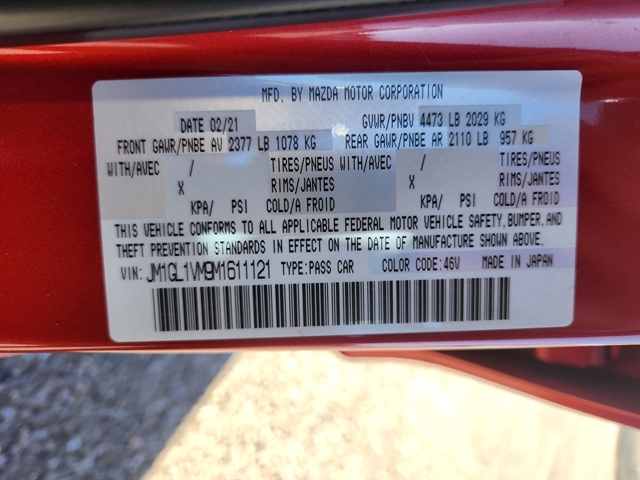 MFD. BY MAZDA MOTOR CORPORATION
DATE 02/21 GVWR/PNBV 4473 LB 2029 KG
FRONT GAWR/PNBE AV 2377 LB 1078 KG REAR GAWR/PNBE AR 2110 LB 957 KG
WITH/AVEC / TIRES/PNEUS WITH/AVEC / TIRES/PNEUS
X RIMS/JANTES X RIMS/JANTES
KPA/ PSI COLD/A FROID KPA/ PSI COLD/A FROID
THIS VEHICLE CONFORMS TO ALL APPLICABLE FEDERAL MOTOR VEHICLE SAFETY, BUMPER, AND
THEFT PREVENTION STANDARDS IN EFFECT ON THE DATE OF MANUFACTURE SHOWN ABOVE.
VIN: JM1GL1VM9M1611121 TYPE:PASS CAR COLOR CODE:46V MADE IN JAPAN